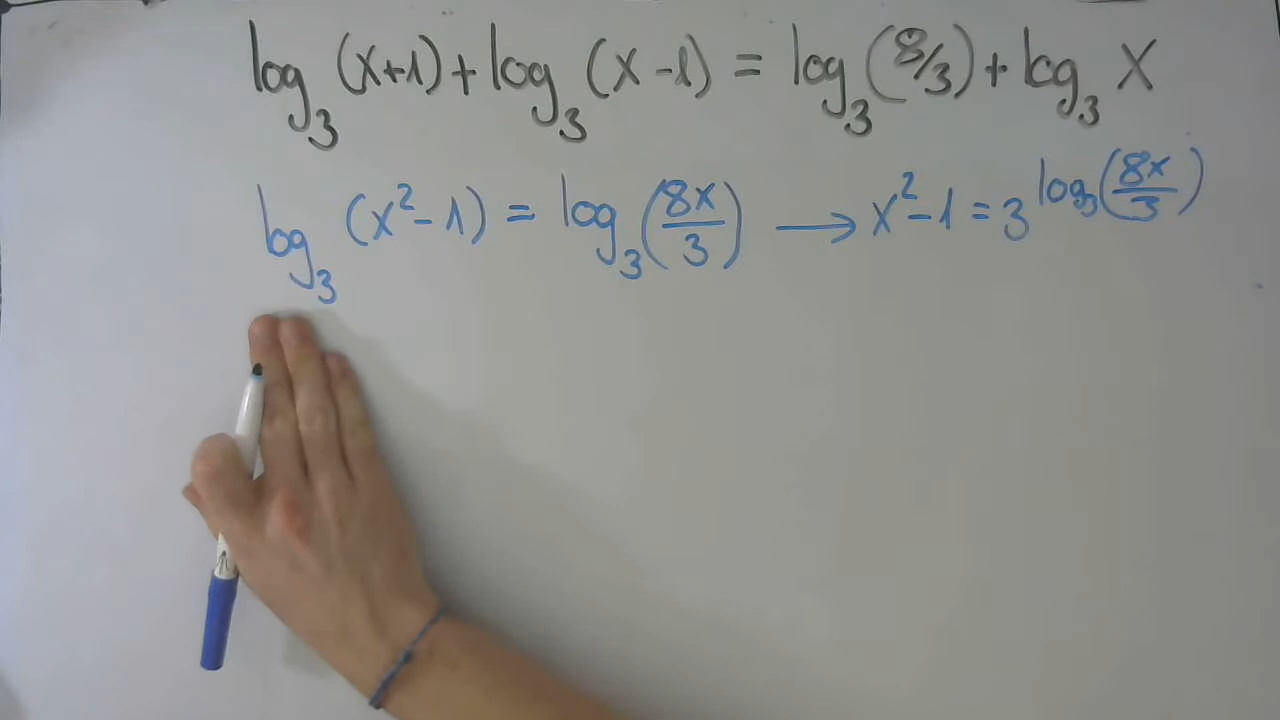 log₃(x+1)+log₃(x-1)=log₃(8/3)+log₃X
log₃(x²-1)=log₃(8x/3) → x²-1=3^log₃(8x/3)